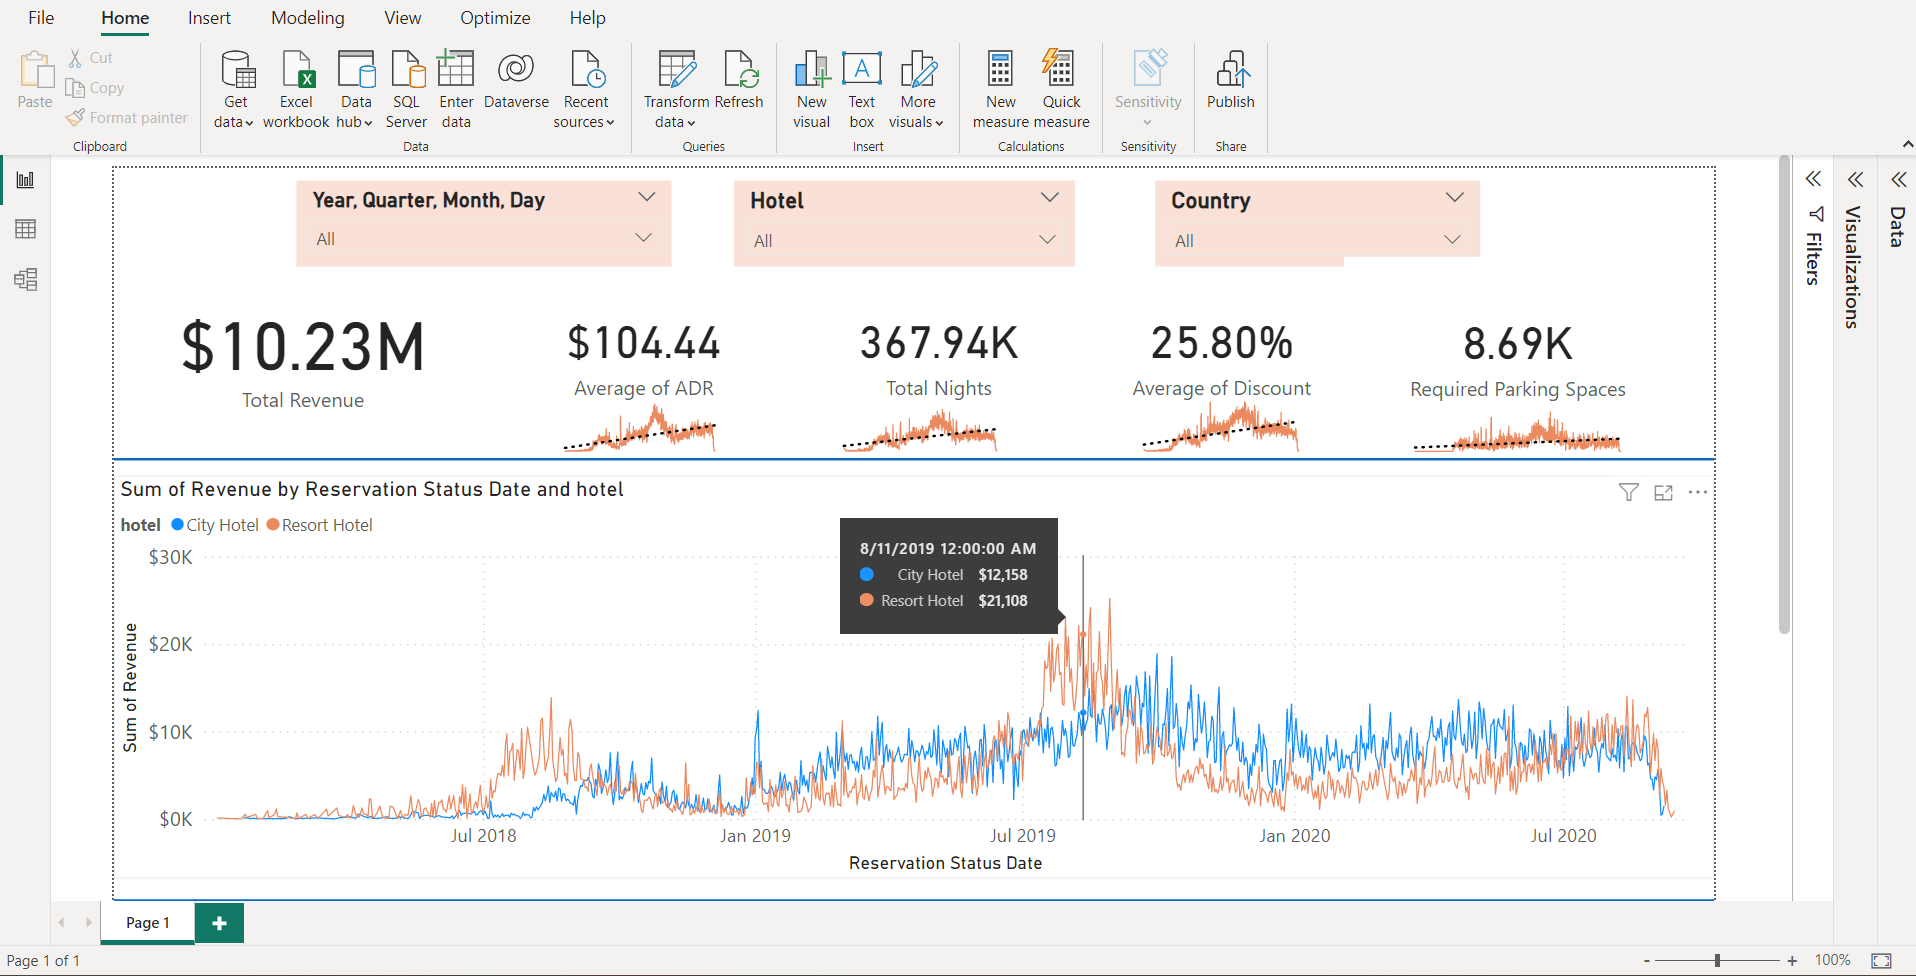 File Home Insert Modeling View Optimize Help
Paste
Cut
Copy
Format painter
Clipboard
Get data
Excel workbook
Data hub
SQL Server
Enter data
Dataverse
Recent sources
Data
Transform data
Refresh
Queries
New visual
Text box
More visuals
Insert
New measure
Quick measure
Calculations
Sensitivity
Sensitivity
Publish
Share
Year, Quarter, Month, Day
All
Hotel
All
Country
All
Filters
Visualizations
Data
$10.23M
Total Revenue
$104.44
Average of ADR
367.94K
Total Nights
25.80%
Average of Discount
8.69K
Required Parking Spaces
Sum of Revenue by Reservation Status Date and hotel
hotel City Hotel Resort Hotel
8/11/2019 12:00:00 AM
City Hotel $12,158
Resort Hotel $21,108
Sum of Revenue
$30K
$20K
$10K
$0K
Jul 2018 Jan 2019 Jul 2019 Jan 2020 Jul 2020
Reservation Status Date
Page 1
Page 1 of 1
- + 100%